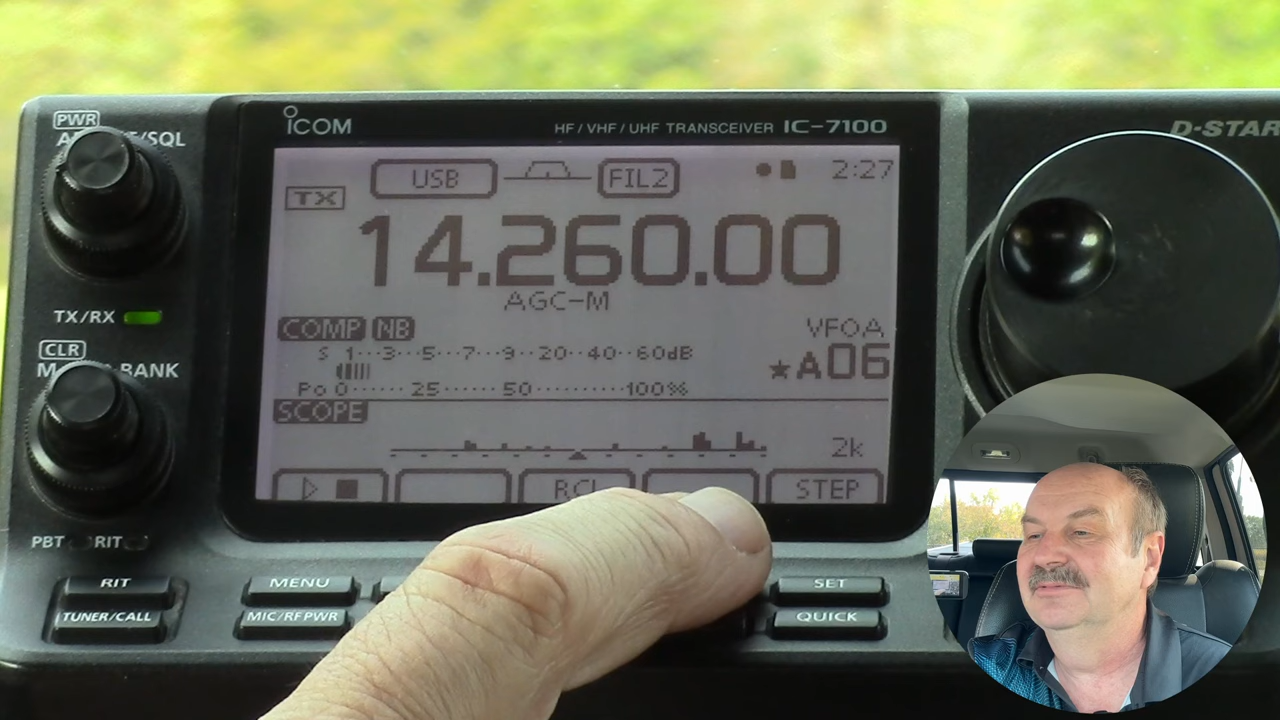 PWR
/SQL
ICOM
HF/VHF/UHF TRANSCEIVER IC-7100
D-STAR
USB
FIL2
2:27
TX
14.260.00
AGC-M
TX/RX
COMP NB
VFOA
CLR
BANK
S 1···3···5···7···9··20··40··60dB
★A06
Po 0······25······50·········100%
SCOPE
2k
RCL
STEP
PBT RIT
RIT
MENU
SET
TUNER/CALL
MIC/RF PWR
QUICK